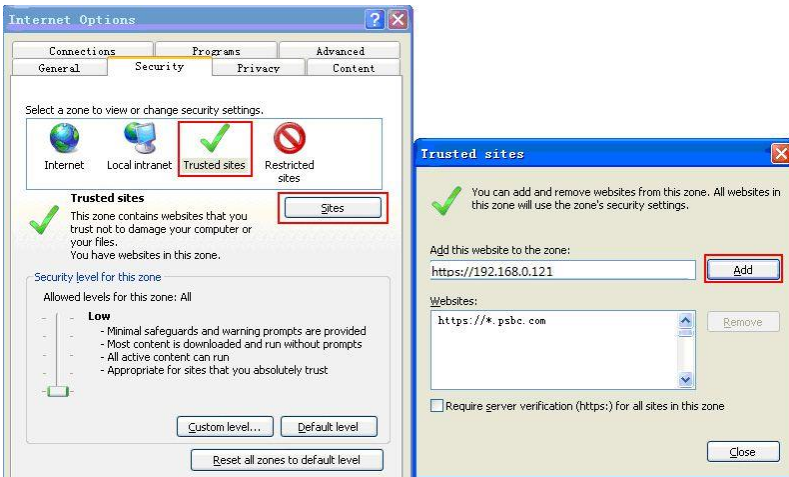 Internet Options
Connections Programs Advanced
General Security Privacy Content
Select a zone to view or change security settings.
Internet Local intranet Trusted sites Restricted
sites
Trusted sites
Sites
This zone contains websites that you
trust not to damage your computer or
your files.
You have websites in this zone.
Security level for this zone
Allowed levels for this zone: All
Low
- Minimal safeguards and warning prompts are provided
- Most content is downloaded and run without prompts
- All active content can run
- Appropriate for sites that you absolutely trust
Custom level... Default level
Reset all zones to default level
Trusted sites
You can add and remove websites from this zone. All websites in
this zone will use the zone's security settings.
Add this website to the zone:
https://192.168.0.121 Add
Websites:
https://*.psbc.com Remove
Require server verification (https:) for all sites in this zone
Close